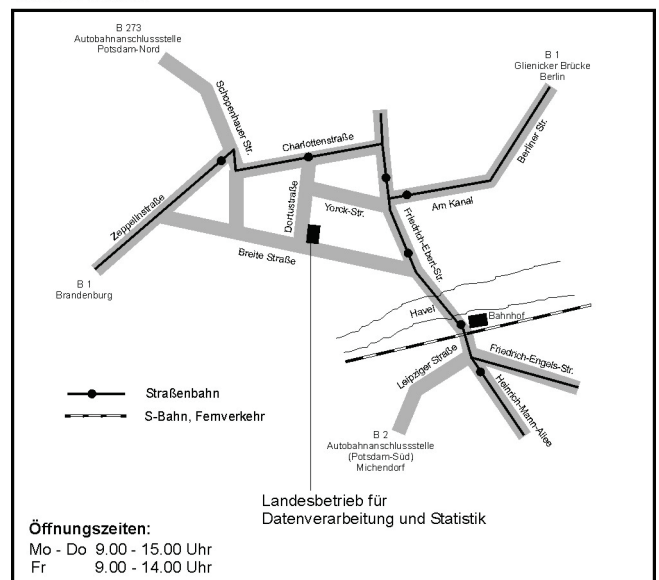 B 273
Autobahnanschlussstelle
Potsdam-Nord
B 1
Glienicker Brücke
Berlin
Schopenhauer Str.
Charlottenstraße
Berliner Str.
Zeppelinstraße
Dortustraße
Yorck-Str.
Am Kanal
Friedrich-Ebert-Str.
Breite Straße
B 1
Brandenburg
Havel
Bahnhof
Leipziger Straße
Friedrich-Engels-Str.
Heinrich-Mann-Allee
Straßenbahn
S-Bahn, Fernverkehr
B 2
Autobahnanschlussstelle
(Potsdam-Süd)
Michendorf
Landesbetrieb für
Datenverarbeitung und Statistik
Öffnungszeiten:
Mo - Do 9.00 - 15.00 Uhr
Fr 9.00 - 14.00 Uhr